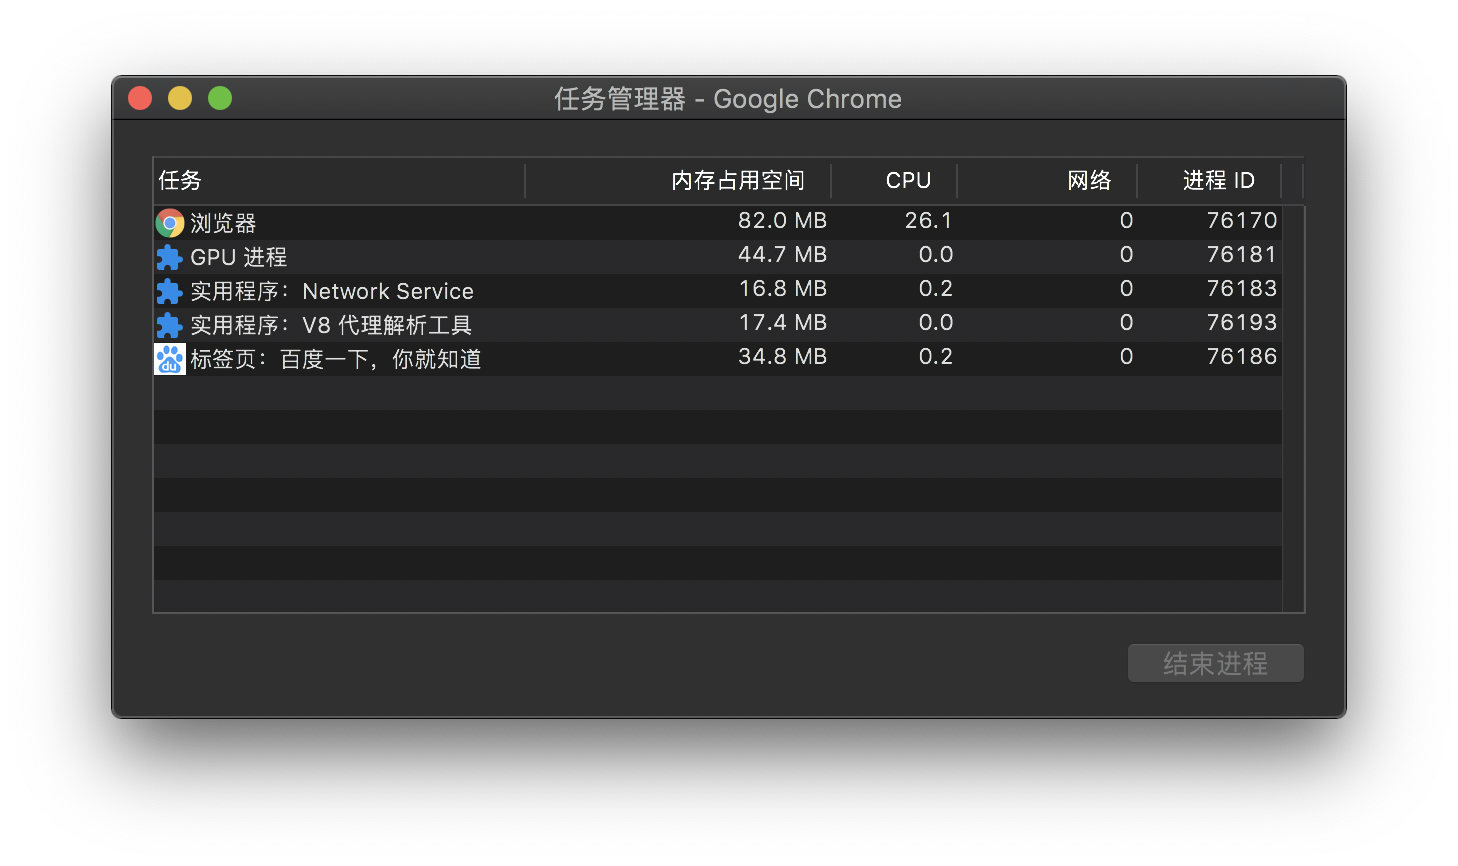 任务管理器 - Google Chrome
任务 内存占用空间 CPU 网络 进程 ID
浏览器 82.0 MB 26.1 0 76170
GPU 进程 44.7 MB 0.0 0 76181
实用程序：Network Service 16.8 MB 0.2 0 76183
实用程序：V8 代理解析工具 17.4 MB 0.0 0 76193
du 标签页：百度一下，你就知道 34.8 MB 0.2 0 76186
结束进程